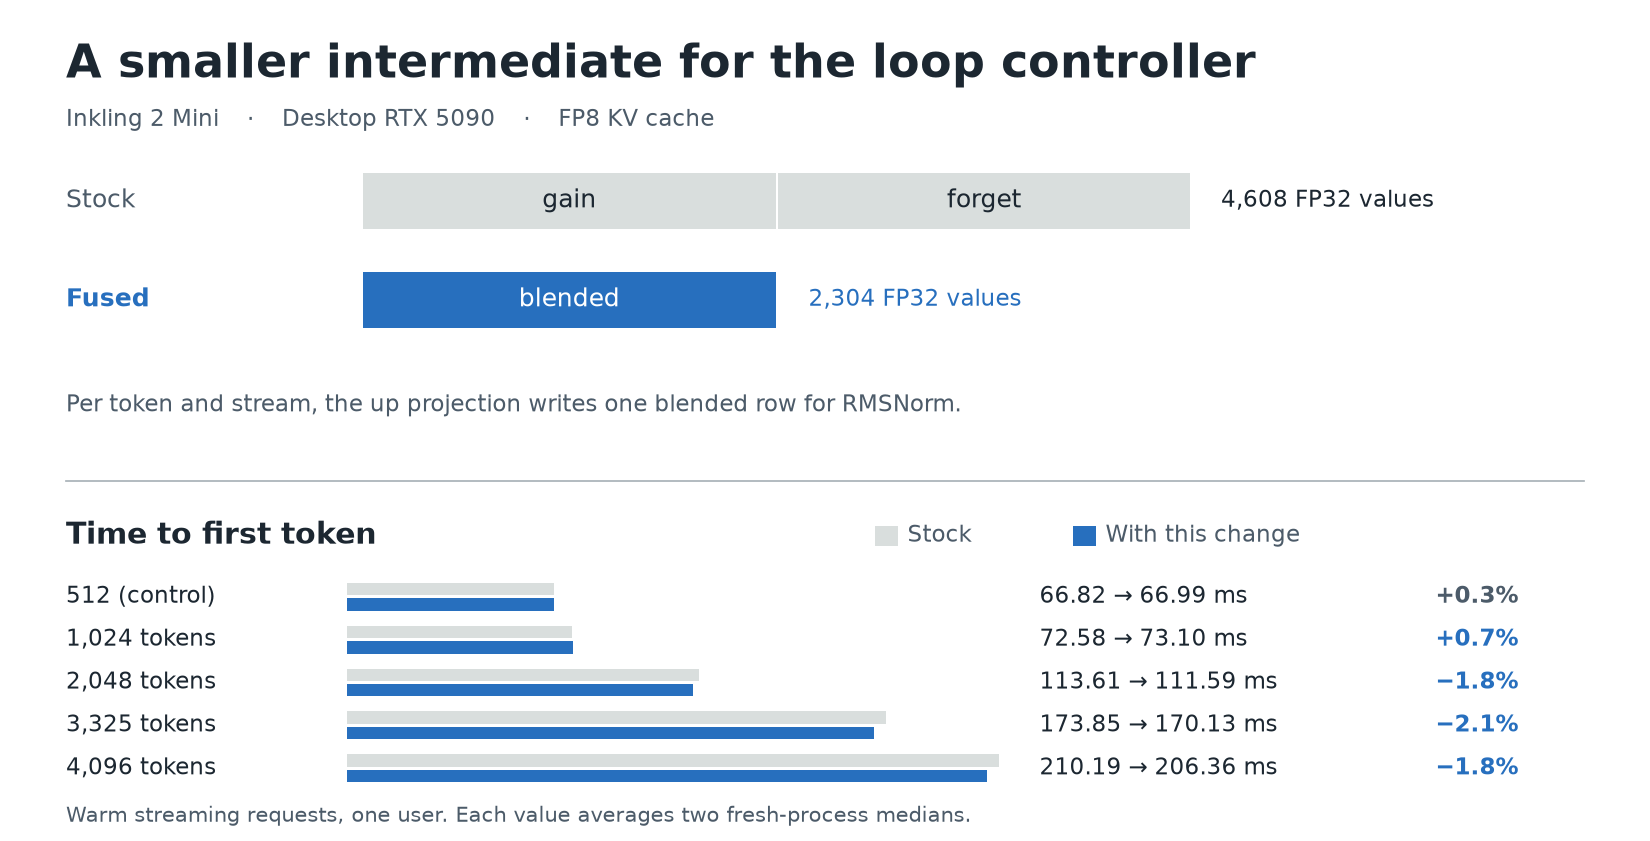 A smaller intermediate for the loop controller
Inkling 2 Mini · Desktop RTX 5090 · FP8 KV cache
Stock gain forget 4,608 FP32 values
Fused blended 2,304 FP32 values
Per token and stream, the up projection writes one blended row for RMSNorm.
Time to first token Stock With this change
512 (control) 66.82 → 66.99 ms +0.3%
1,024 tokens 72.58 → 73.10 ms +0.7%
2,048 tokens 113.61 → 111.59 ms −1.8%
3,325 tokens 173.85 → 170.13 ms −2.1%
4,096 tokens 210.19 → 206.36 ms −1.8%
Warm streaming requests, one user. Each value averages two fresh-process medians.